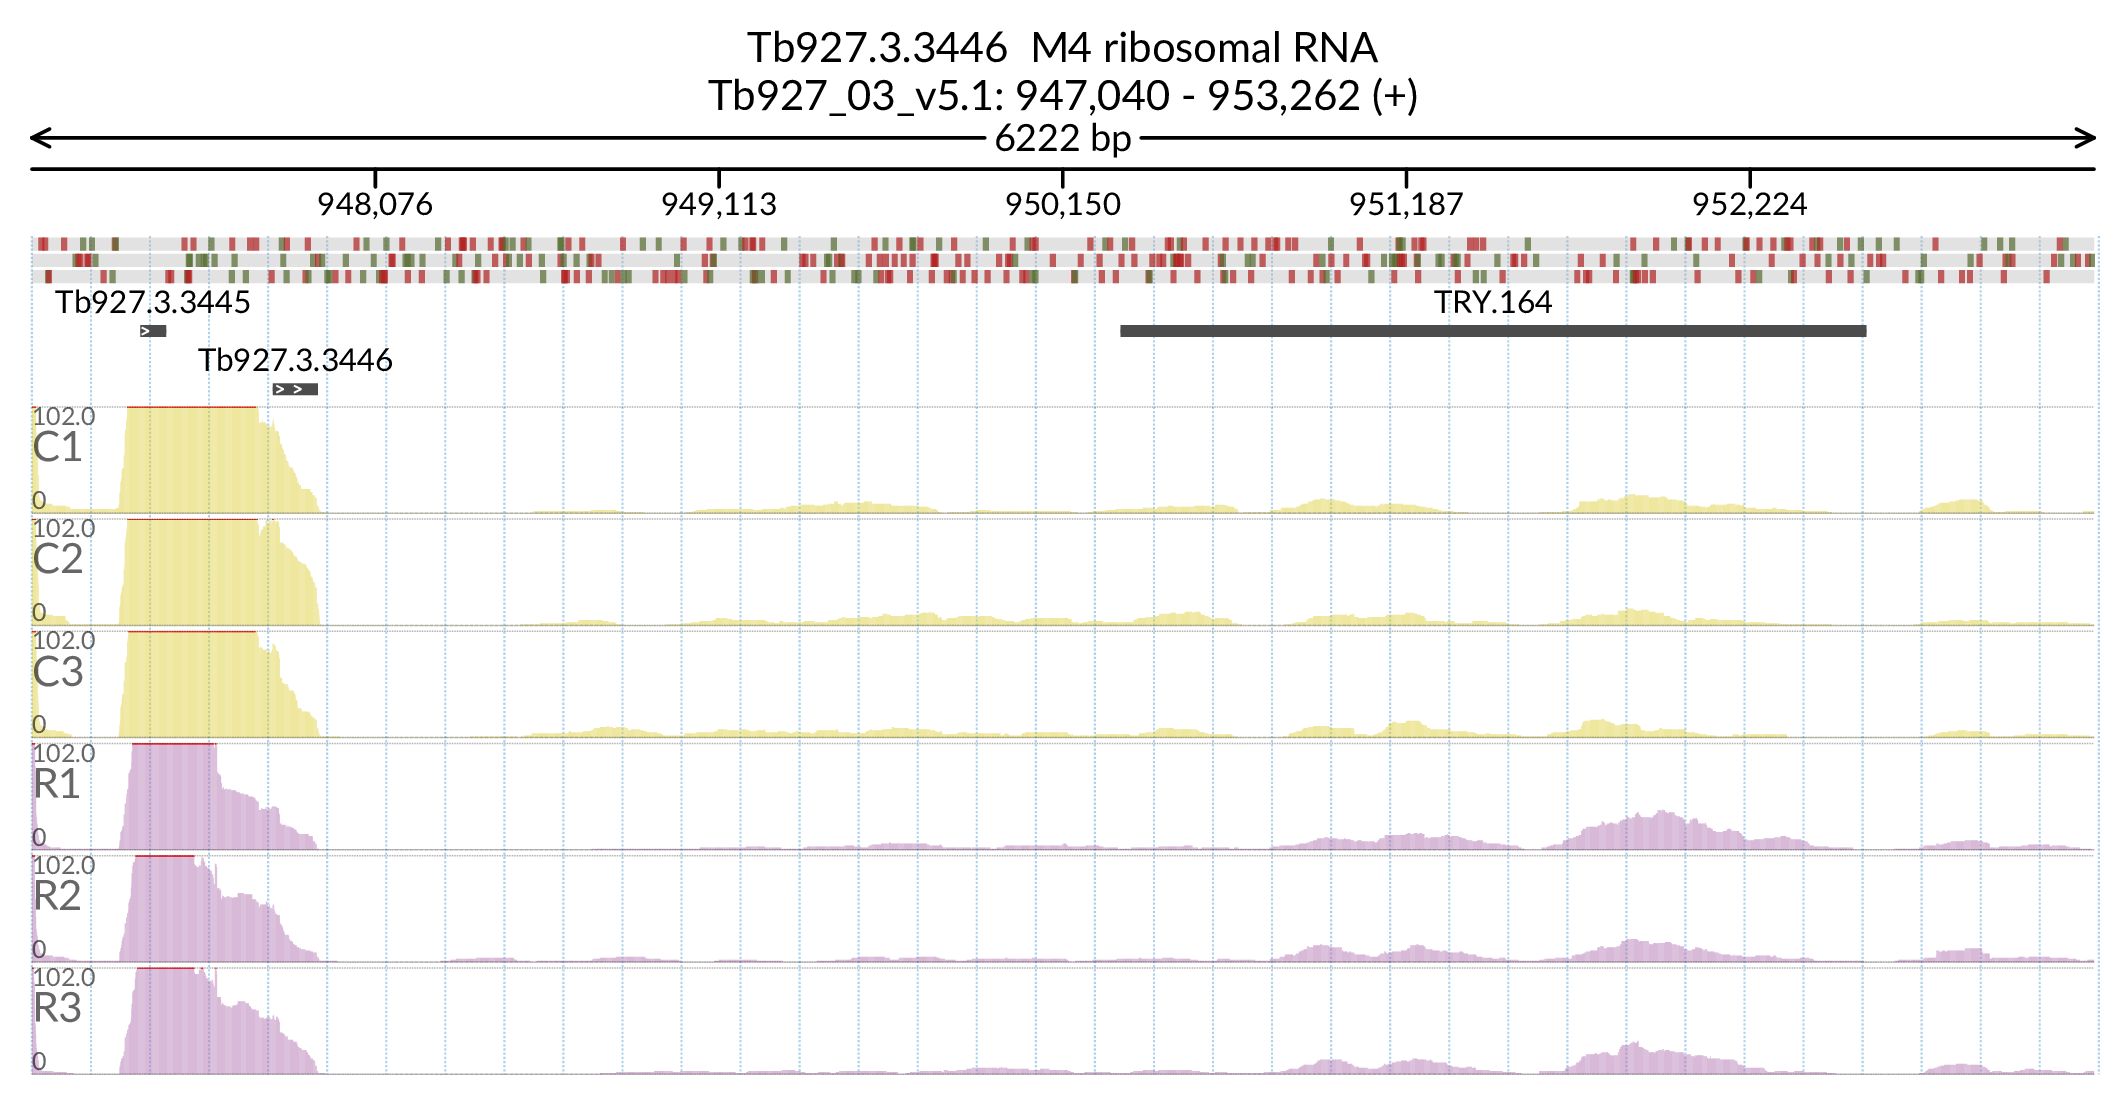 Tb927.3.3446  M4 ribosomal RNA
Tb927_03_v5.1: 947,040 - 953,262 (+)
6222 bp
948,076 949,113 950,150 951,187 952,224
Tb927.3.3445 TRY.164
Tb927.3.3446
102.0
C1
0
102.0
C2
0
102.0
C3
0
102.0
R1
0
102.0
R2
0
102.0
R3
0